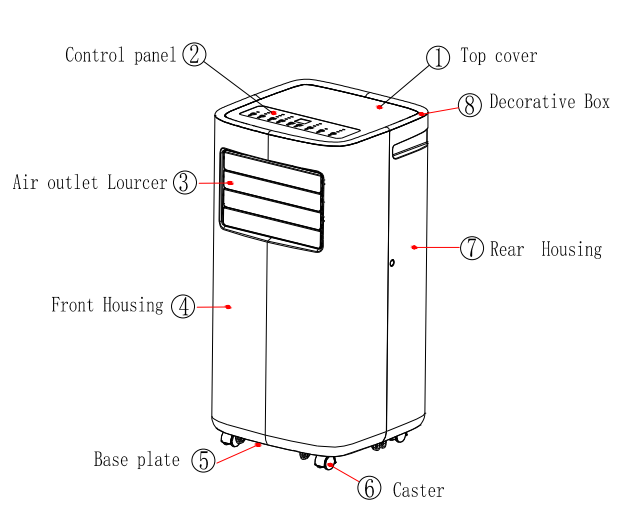 Control panel ②
① Top cover
⑧ Decorative Box
Air outlet Lourcer ③
⑦ Rear Housing
Front Housing ④
Base plate ⑤
⑥ Caster